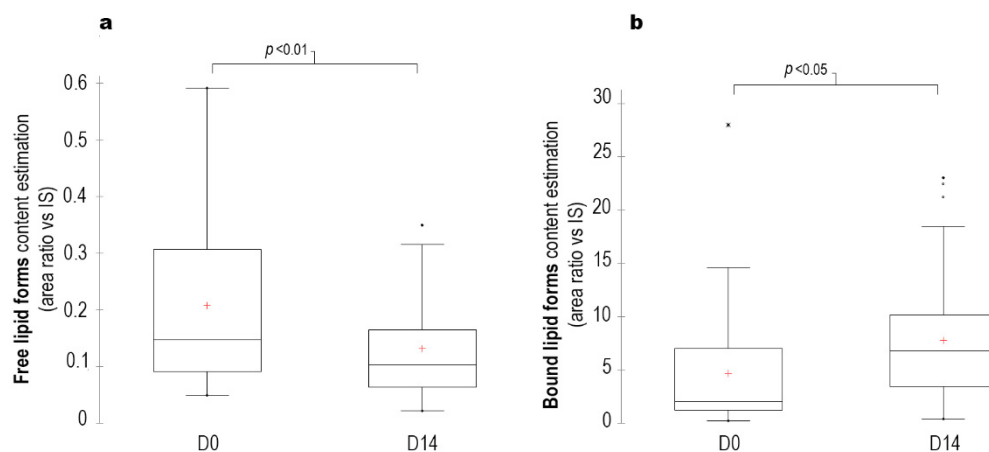 a
p<0.01
Free lipid forms content estimation
(area ratio vs IS)
0.6
0.5
0.4
0.3
0.2
0.1
0
D0
D14
b
p<0.05
Bound lipid forms content estimation
(area ratio vs IS)
30
25
20
15
10
5
0
D0
D14